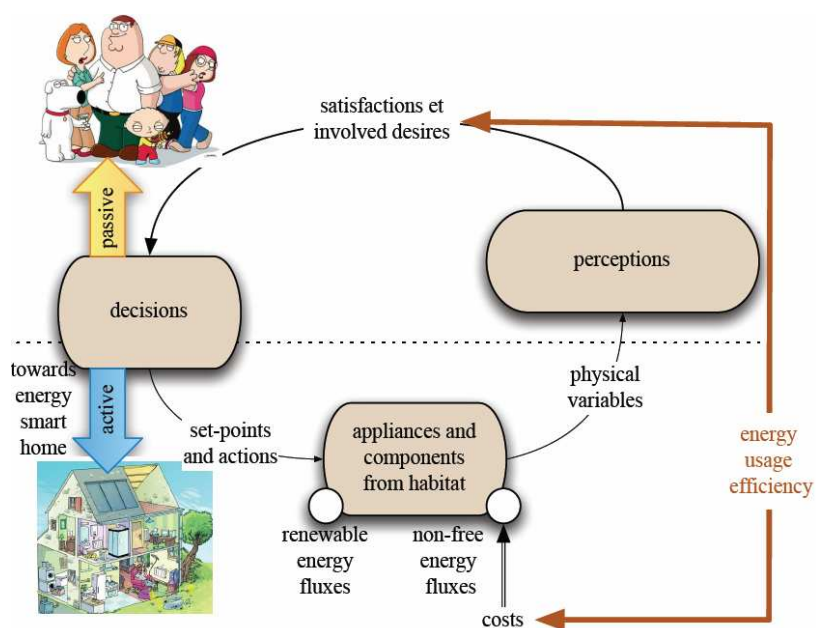 satisfactions et
involved desires
passive
perceptions
decisions
towards
energy
smart
home
active
physical
variables
set-points
and actions
appliances and
components
from habitat
energy
usage
efficiency
renewable
energy
fluxes
non-free
energy
fluxes
costs